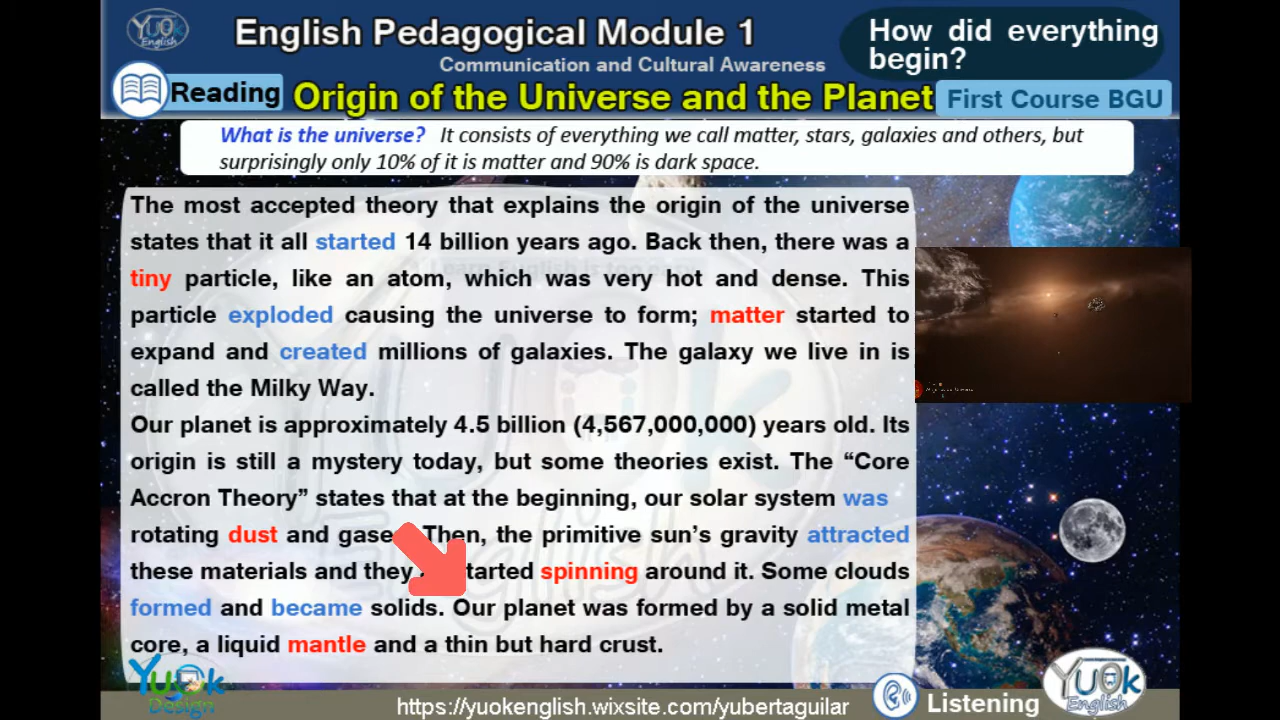 YUOk English
English Pedagogical Module 1
How did everything begin?
Communication and Cultural Awareness
Reading
Origin of the Universe and the Planet
First Course BGU
What is the universe? It consists of everything we call matter, stars, galaxies and others, but
surprisingly only 10% of it is matter and 90% is dark space.
The most accepted theory that explains the origin of the universe
states that it all started 14 billion years ago. Back then, there was a
tiny particle, like an atom, which was very hot and dense. This
particle exploded causing the universe to form; matter started to
expand and created millions of galaxies. The galaxy we live in is
called the Milky Way.
Our planet is approximately 4.5 billion (4,567,000,000) years old. Its
origin is still a mystery today, but some theories exist. The “Core
Accron Theory” states that at the beginning, our solar system was
rotating dust and gase Then, the primitive sun’s gravity attracted
these materials and they tarted spinning around it. Some clouds
formed and became solids. Our planet was formed by a solid metal
core, a liquid mantle and a thin but hard crust.
YUOk Design
https://yuokenglish.wixsite.com/yubertaguilar
Listening
YUOk English